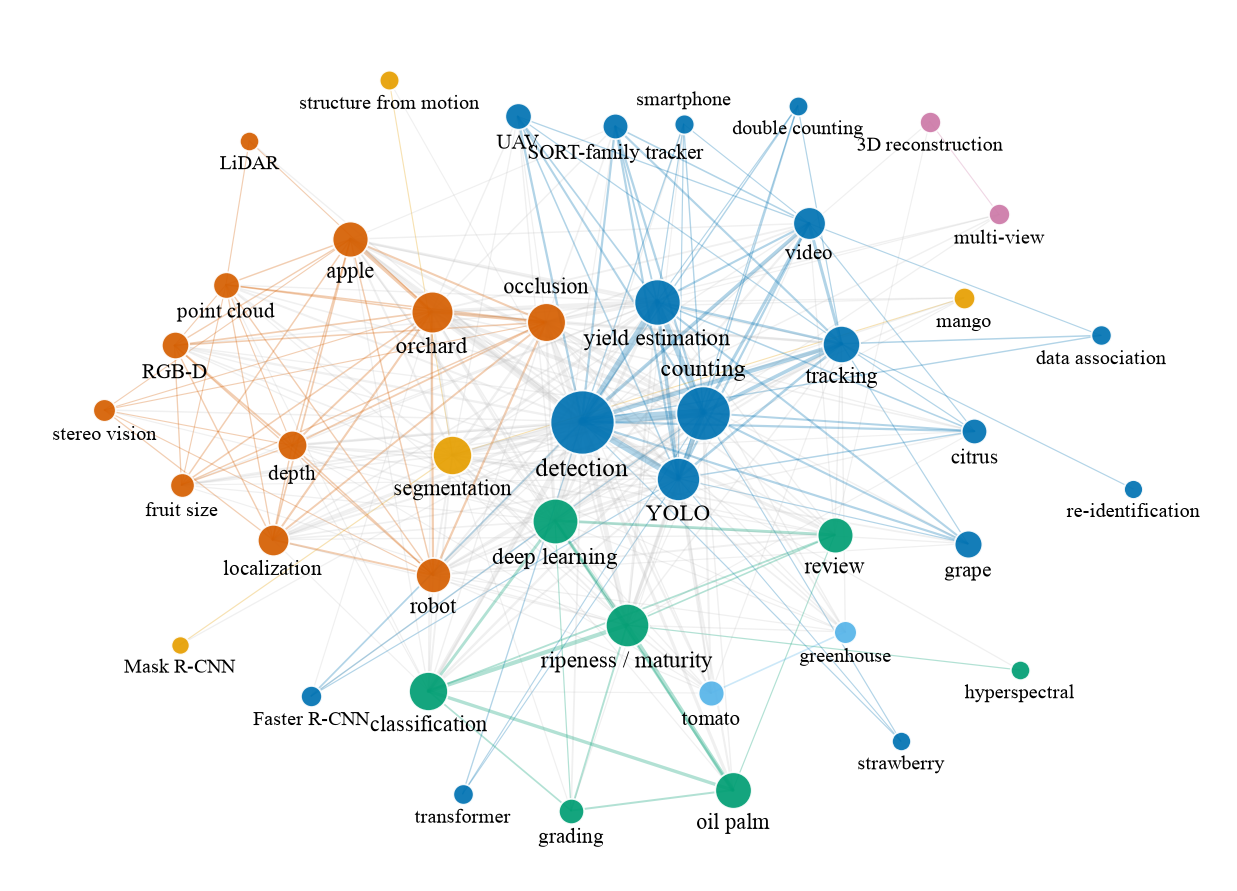 structure from motion
smartphone
double counting
UAV
SORT-family tracker
3D reconstruction
LiDAR
multi-view
video
apple
occlusion
point cloud
mango
yield estimation
orchard
data association
RGB-D
counting
tracking
stereo vision
citrus
detection
depth
segmentation
fruit size
re-identification
YOLO
deep learning
review
localization
grape
robot
greenhouse
ripeness / maturity
Mask R-CNN
hyperspectral
tomato
Faster R-CNN
classification
strawberry
transformer
oil palm
grading